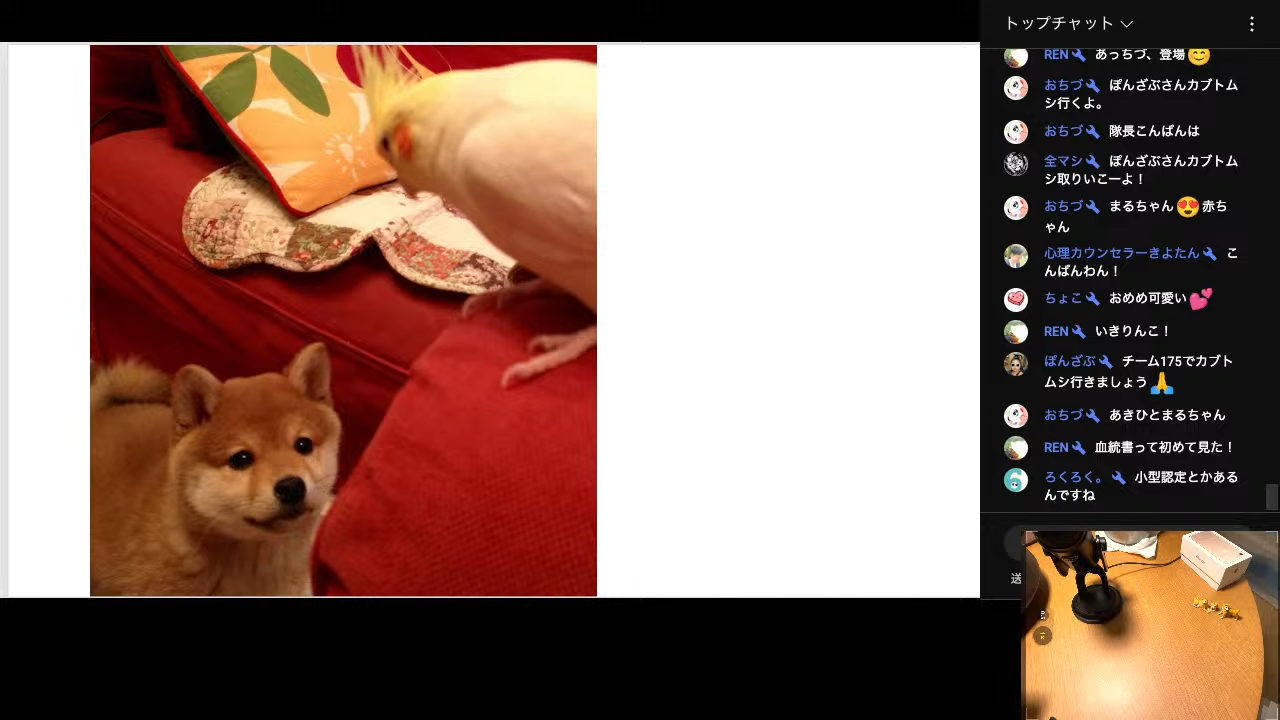 トップチャット
REN あっちづ、登場😊
おちづ ぽんざぶさんカブトム
シ行くよ。
おちづ 隊長こんばんは
全マシ ぽんざぶさんカブトム
シ取りいこーよ！
おちづ まるちゃん😍赤ち
ゃん
心理カウンセラーきよたん こ
んばんわん！
ちょこ おめめ可愛い💕
REN いきりんこ！
ぽんざぶ チーム175でカブト
ムシ行きましょう🙏
おちづ あきひとまるちゃん
REN 血統書って初めて見た！
ろくろく。 小型認定とかある
んですね
送